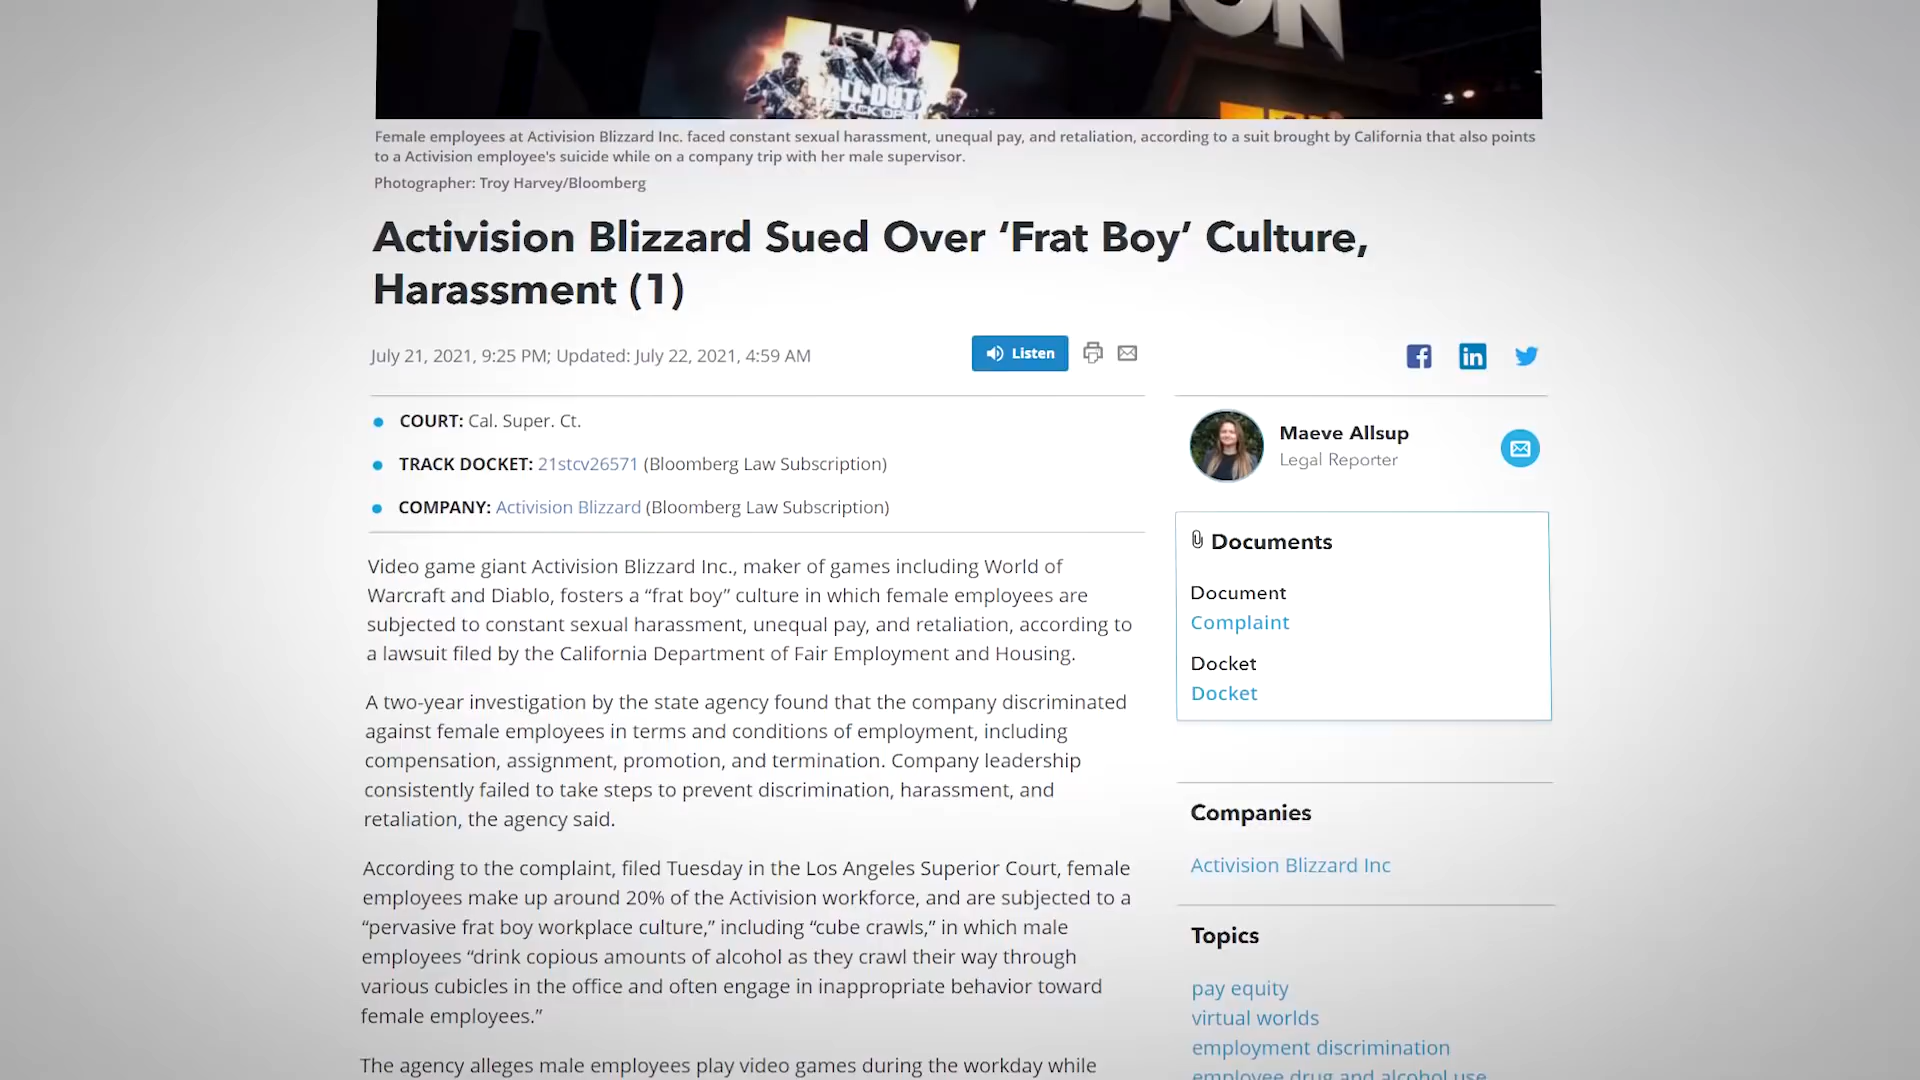 Female employees at Activision Blizzard Inc. faced constant sexual harassment, unequal pay, and retaliation, according to a suit brought by California that also points
to a Activision employee's suicide while on a company trip with her male supervisor.
Photographer: Troy Harvey/Bloomberg
Activision Blizzard Sued Over ‘Frat Boy’ Culture,
Harassment (1)
July 21, 2021, 9:25 PM; Updated: July 22, 2021, 4:59 AM
Listen
COURT: Cal. Super. Ct.
TRACK DOCKET: 21stcv26571 (Bloomberg Law Subscription)
COMPANY: Activision Blizzard (Bloomberg Law Subscription)
Video game giant Activision Blizzard Inc., maker of games including World of
Warcraft and Diablo, fosters a “frat boy” culture in which female employees are
subjected to constant sexual harassment, unequal pay, and retaliation, according to
a lawsuit filed by the California Department of Fair Employment and Housing.
A two-year investigation by the state agency found that the company discriminated
against female employees in terms and conditions of employment, including
compensation, assignment, promotion, and termination. Company leadership
consistently failed to take steps to prevent discrimination, harassment, and
retaliation, the agency said.
According to the complaint, filed Tuesday in the Los Angeles Superior Court, female
employees make up around 20% of the Activision workforce, and are subjected to a
“pervasive frat boy workplace culture,” including “cube crawls,” in which male
employees “drink copious amounts of alcohol as they crawl their way through
various cubicles in the office and often engage in inappropriate behavior toward
female employees.”
The agency alleges male employees play video games during the workday while
Maeve Allsup
Legal Reporter
Documents
Document
Complaint
Docket
Docket
Companies
Activision Blizzard Inc
Topics
pay equity
virtual worlds
employment discrimination
employee drug and alcohol use